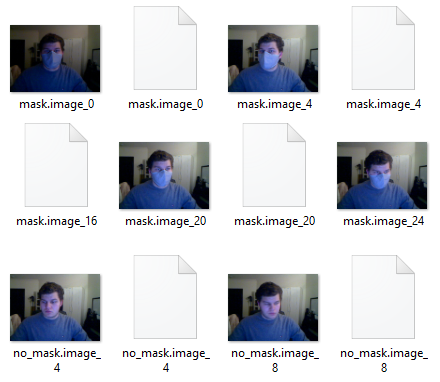 mask.image_0 mask.image_0 mask.image_4 mask.image_4
mask.image_16 mask.image_20 mask.image_20 mask.image_24
no_mask.image_ no_mask.image_ no_mask.image_ no_mask.image_
4 4 8 8